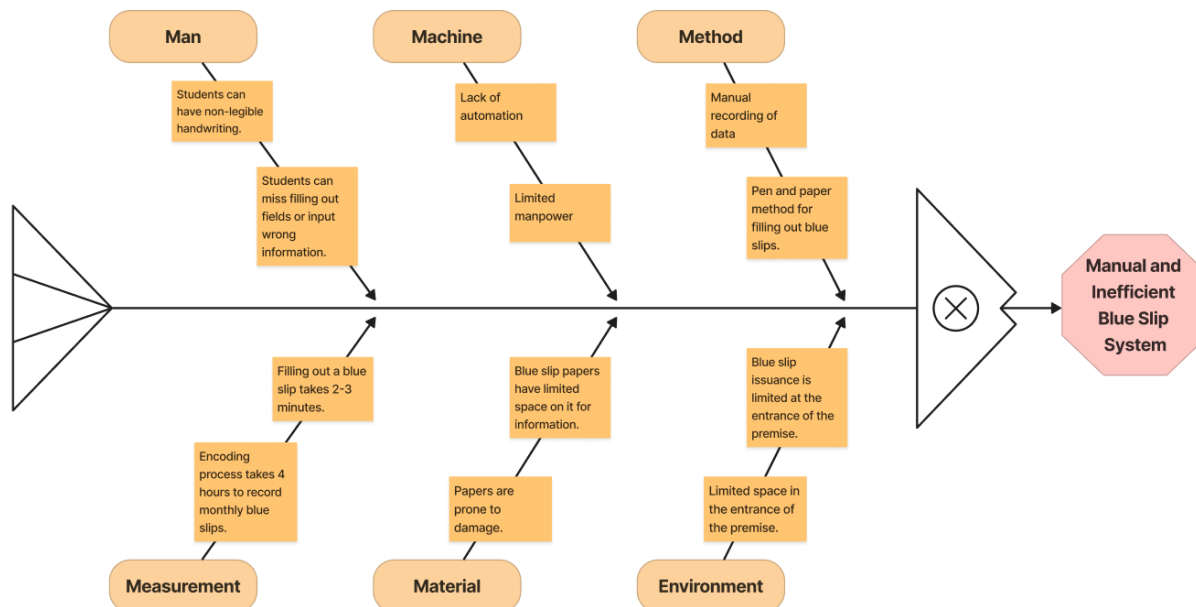 Man
Machine
Method
Students can
have non-legible
handwriting.
Lack of
automation
Manual
recording of
data
Students can
miss filling out
fields or input
wrong
information.
Limited
manpower
Pen and paper
method for
filling out blue
slips.
Manual and
Inefficient
Blue Slip
System
Filling out a blue
slip takes 2-3
minutes.
Blue slip papers
have limited
space on it for
information.
Blue slip
issuance is
limited at the
entrance of the
premise.
Encoding
process takes 4
hours to record
monthly blue
slips.
Papers are
prone to
damage.
Limited space in
the entrance of
the premise.
Measurement
Material
Environment